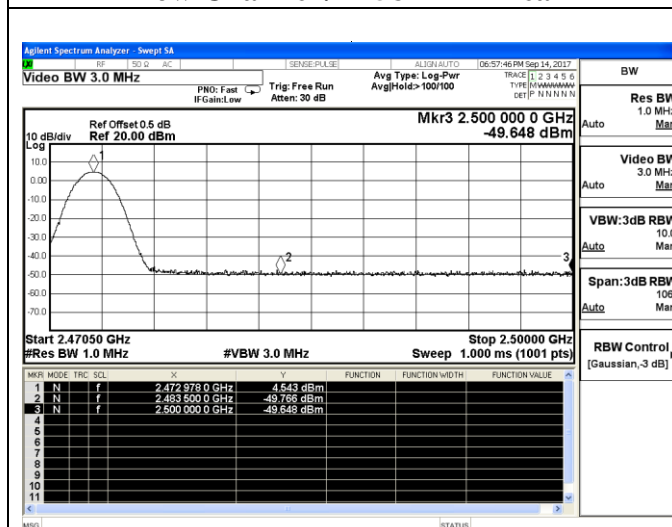 Agilent Spectrum Analyzer - Swept SA
RF 50 Ω AC SENSE:PULSE ALIGNAUTO 06:57:46 PM Sep 14, 2017
Video BW 3.0 MHz
PNO: Fast
IFGain:Low
Trig: Free Run
Atten: 30 dB
Avg Type: Log-Pwr
Avg|Hold:> 100/100
TRACE 1 2 3 4 5 6
TYPE
DET P N N N N N
Ref Offset 0.5 dB
10 dB/div Ref 20.00 dBm
Log
Mkr3 2.500 000 0 GHz
-49.648 dBm
10.0
0.00
-10.0
-20.0
-30.0
-40.0
-50.0
-60.0
-70.0
1
2
3
Start 2.47050 GHz Stop 2.50000 GHz
#Res BW 1.0 MHz #VBW 3.0 MHz Sweep 1.000 ms (1001 pts)
MKR MODE TRC SCL X Y FUNCTION FUNCTION WIDTH FUNCTION VALUE
1 N f 2.472 978 0 GHz 4.543 dBm
2 N f 2.483 500 0 GHz -49.766 dBm
3 N f 2.500 000 0 GHz -49.648 dBm
4
5
6
7
8
9
10
11
MSG STATUS
BW
Res BW
1.0 MHz
Auto Man
Video BW
3.0 MHz
Auto Man
VBW:3dB RBW
10.0
Auto Man
Span:3dB RBW
106
Auto Man
RBW Control
[Gaussian,-3 dB]